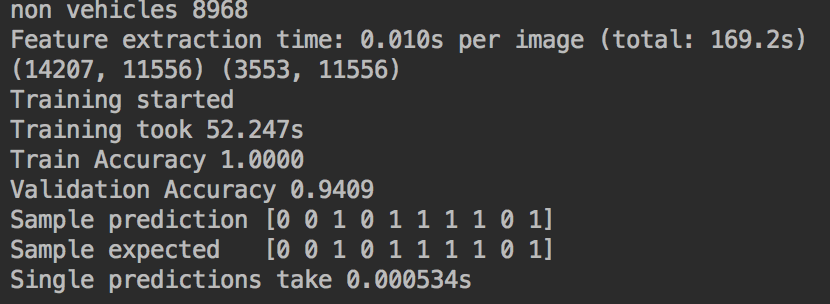 non vehicles 8968
Feature extraction time: 0.010s per image (total: 169.2s)
(14207, 11556) (3553, 11556)
Training started
Training took 52.247s
Train Accuracy 1.0000
Validation Accuracy 0.9409
Sample prediction [0 0 1 0 1 1 1 1 0 1]
Sample expected   [0 0 1 0 1 1 1 1 0 1]
Single predictions take 0.000534s